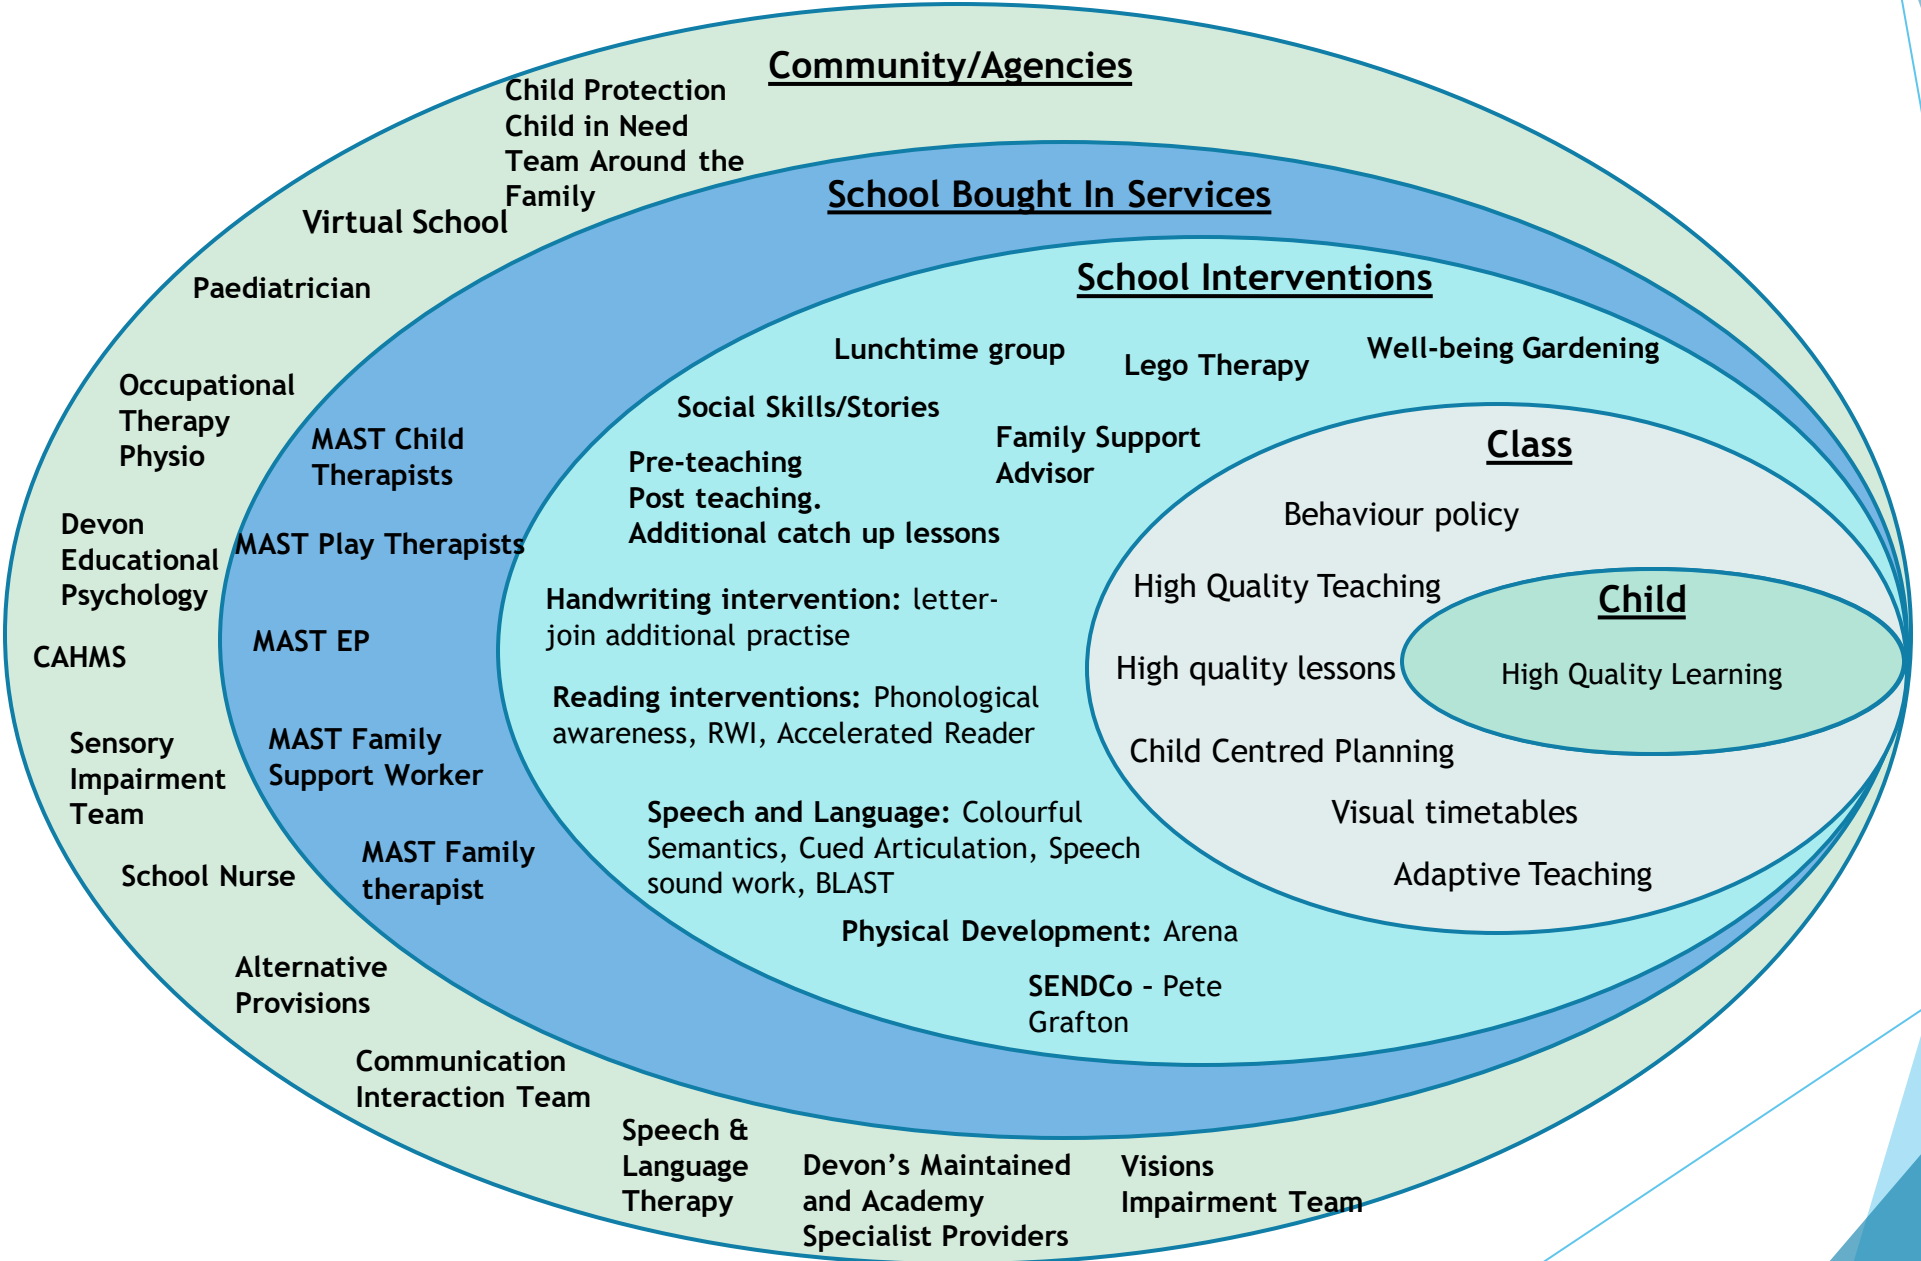 Community/Agencies
Child Protection
Child in Need
Team Around the
Family
Virtual School
Paediatrician
Occupational
Therapy
Physio
Devon
Educational
Psychology
CAHMS
Sensory
Impairment
Team
School Nurse
Alternative
Provisions
Communication
Interaction Team
Speech &
Language
Therapy
Devon’s Maintained
and Academy
Specialist Providers
Visions
Impairment Team
School Bought In Services
MAST Child
Therapists
MAST Play Therapists
MAST EP
MAST Family
Support Worker
MAST Family
therapist
School Interventions
Lunchtime group
Lego Therapy
Well-being Gardening
Social Skills/Stories
Family Support
Advisor
Pre-teaching
Post teaching.
Additional catch up lessons
Handwriting intervention: letter-
join additional practise
Reading interventions: Phonological
awareness, RWI, Accelerated Reader
Speech and Language: Colourful
Semantics, Cued Articulation, Speech
sound work, BLAST
Physical Development: Arena
SENDCo – Pete
Grafton
Class
Behaviour policy
High Quality Teaching
High quality lessons
Child Centred Planning
Visual timetables
Adaptive Teaching
Child
High Quality Learning